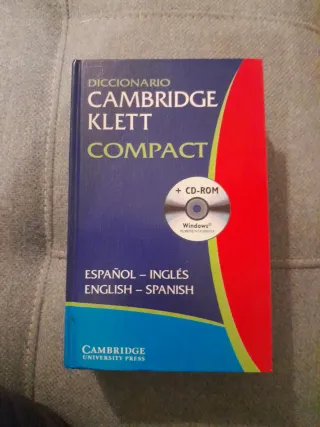 DICCIONARIO
CAMBRIDGE
KLETT
COMPACT
+ CD-ROM
Windows®
ESPAÑOL – INGLÉS
ENGLISH – SPANISH
CAMBRIDGE
UNIVERSITY PRESS